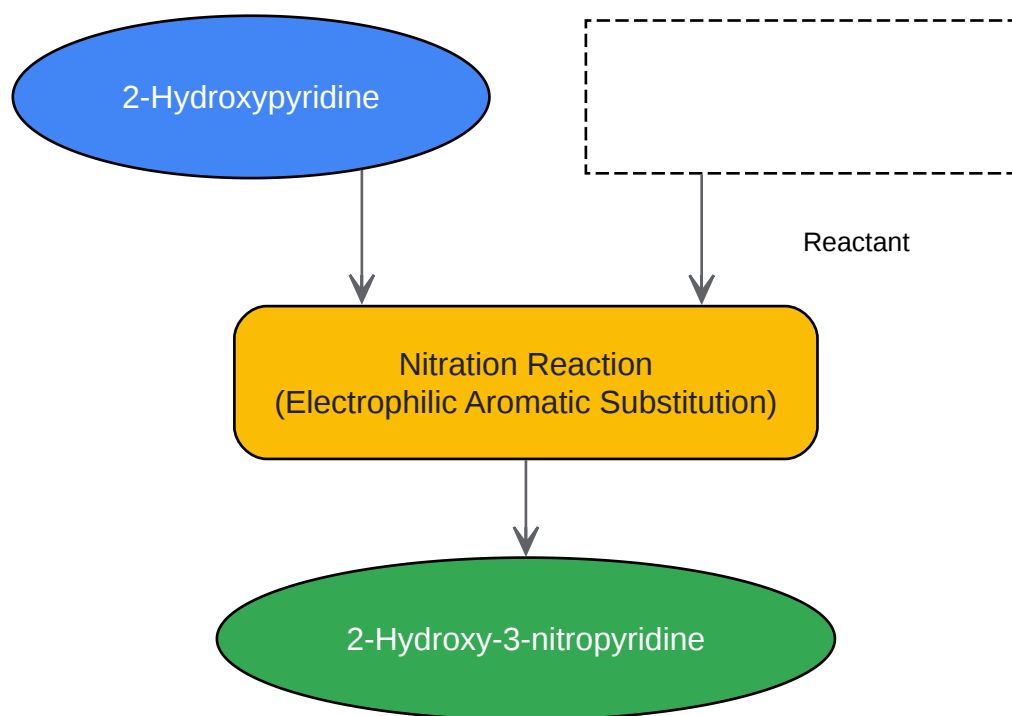 2-Hydroxypyridine
Reactant
Nitration Reaction
(Electrophilic Aromatic Substitution)
2-Hydroxy-3-nitropyridine